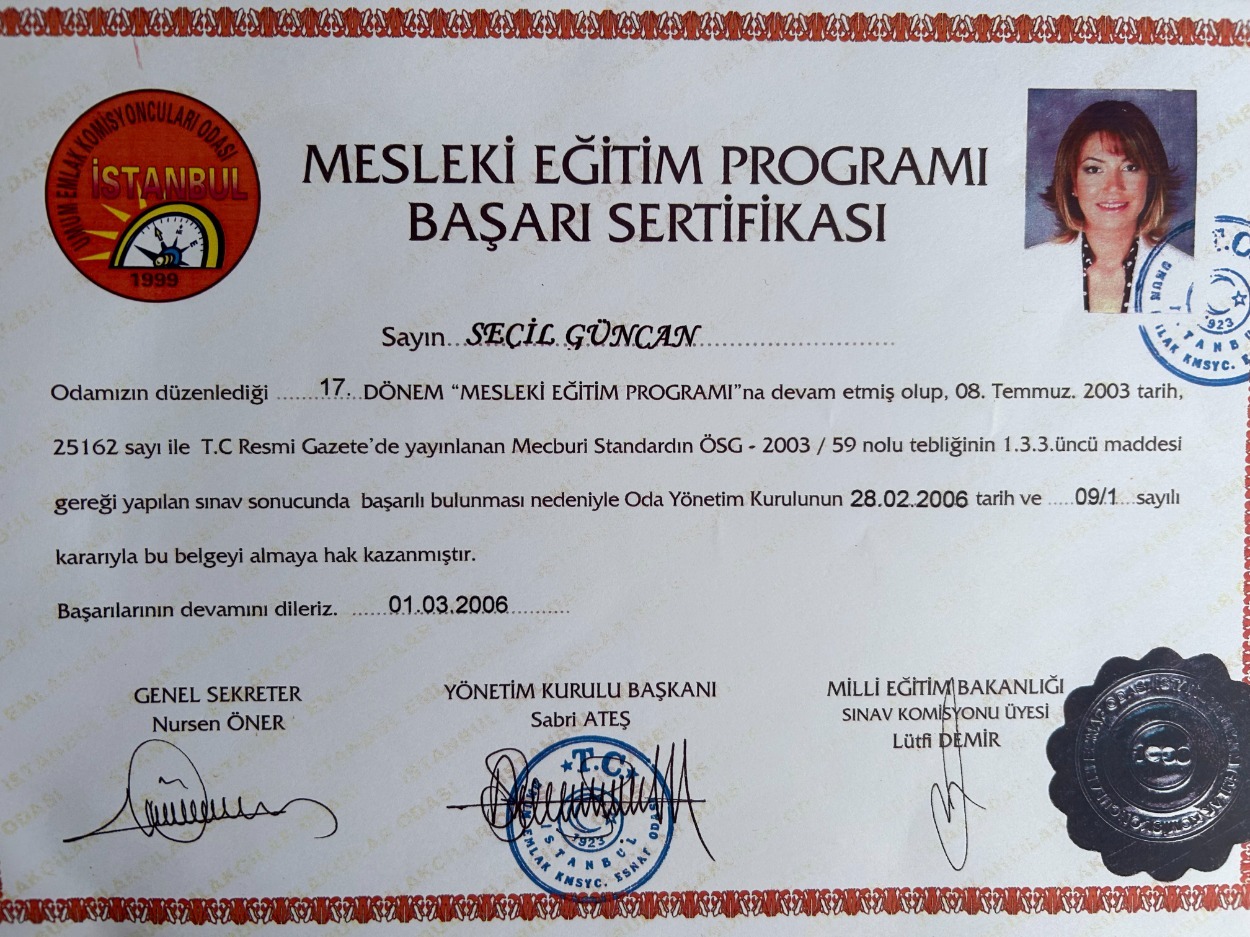 UMUM EMLAK KOMİSYONCULARI ODASI
İSTANBUL
1999
MESLEKİ EĞİTİM PROGRAMI
BAŞARI SERTİFİKASI
Sayın...SEÇİL GÜNCAN
Odamızın düzenlediği .......17...DÖNEM “MESLEKİ EĞİTİM PROGRAMI”na devam etmiş olup, 08. Temmuz. 2003 tarih,
25162 sayı ile T.C Resmi Gazete’de yayınlanan Mecburi Standardın ÖSG - 2003 / 59 nolu tebliğinin 1.3.3.üncü maddesi
gereği yapılan sınav sonucunda başarılı bulunması nedeniyle Oda Yönetim Kurulunun 28.02.2006 tarih ve .....09/1...sayılı
kararıyla bu belgeyi almaya hak kazanmıştır.
Başarılarının devamını dileriz. ......01.03.2006..........
GENEL SEKRETER
Nursen ÖNER
YÖNETİM KURULU BAŞKANI
Sabri ATEŞ
MİLLİ EĞİTİM BAKANLIĞI
SINAV KOMİSYONU ÜYESİ
Lütfi DEMİR
T.C.
1923
İSTANBUL
EMLAK KMSYC. ESNAF ODASI